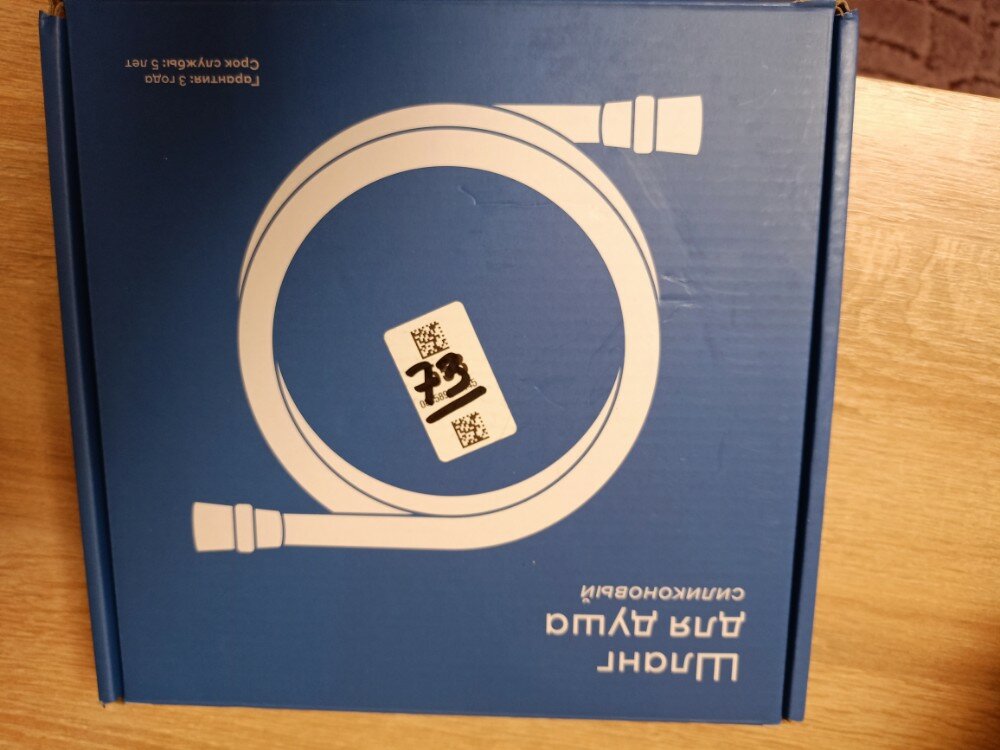 Шланг
для душа
силиконовый
73
Гарантия: 3 года
Срок службы: 5 лет